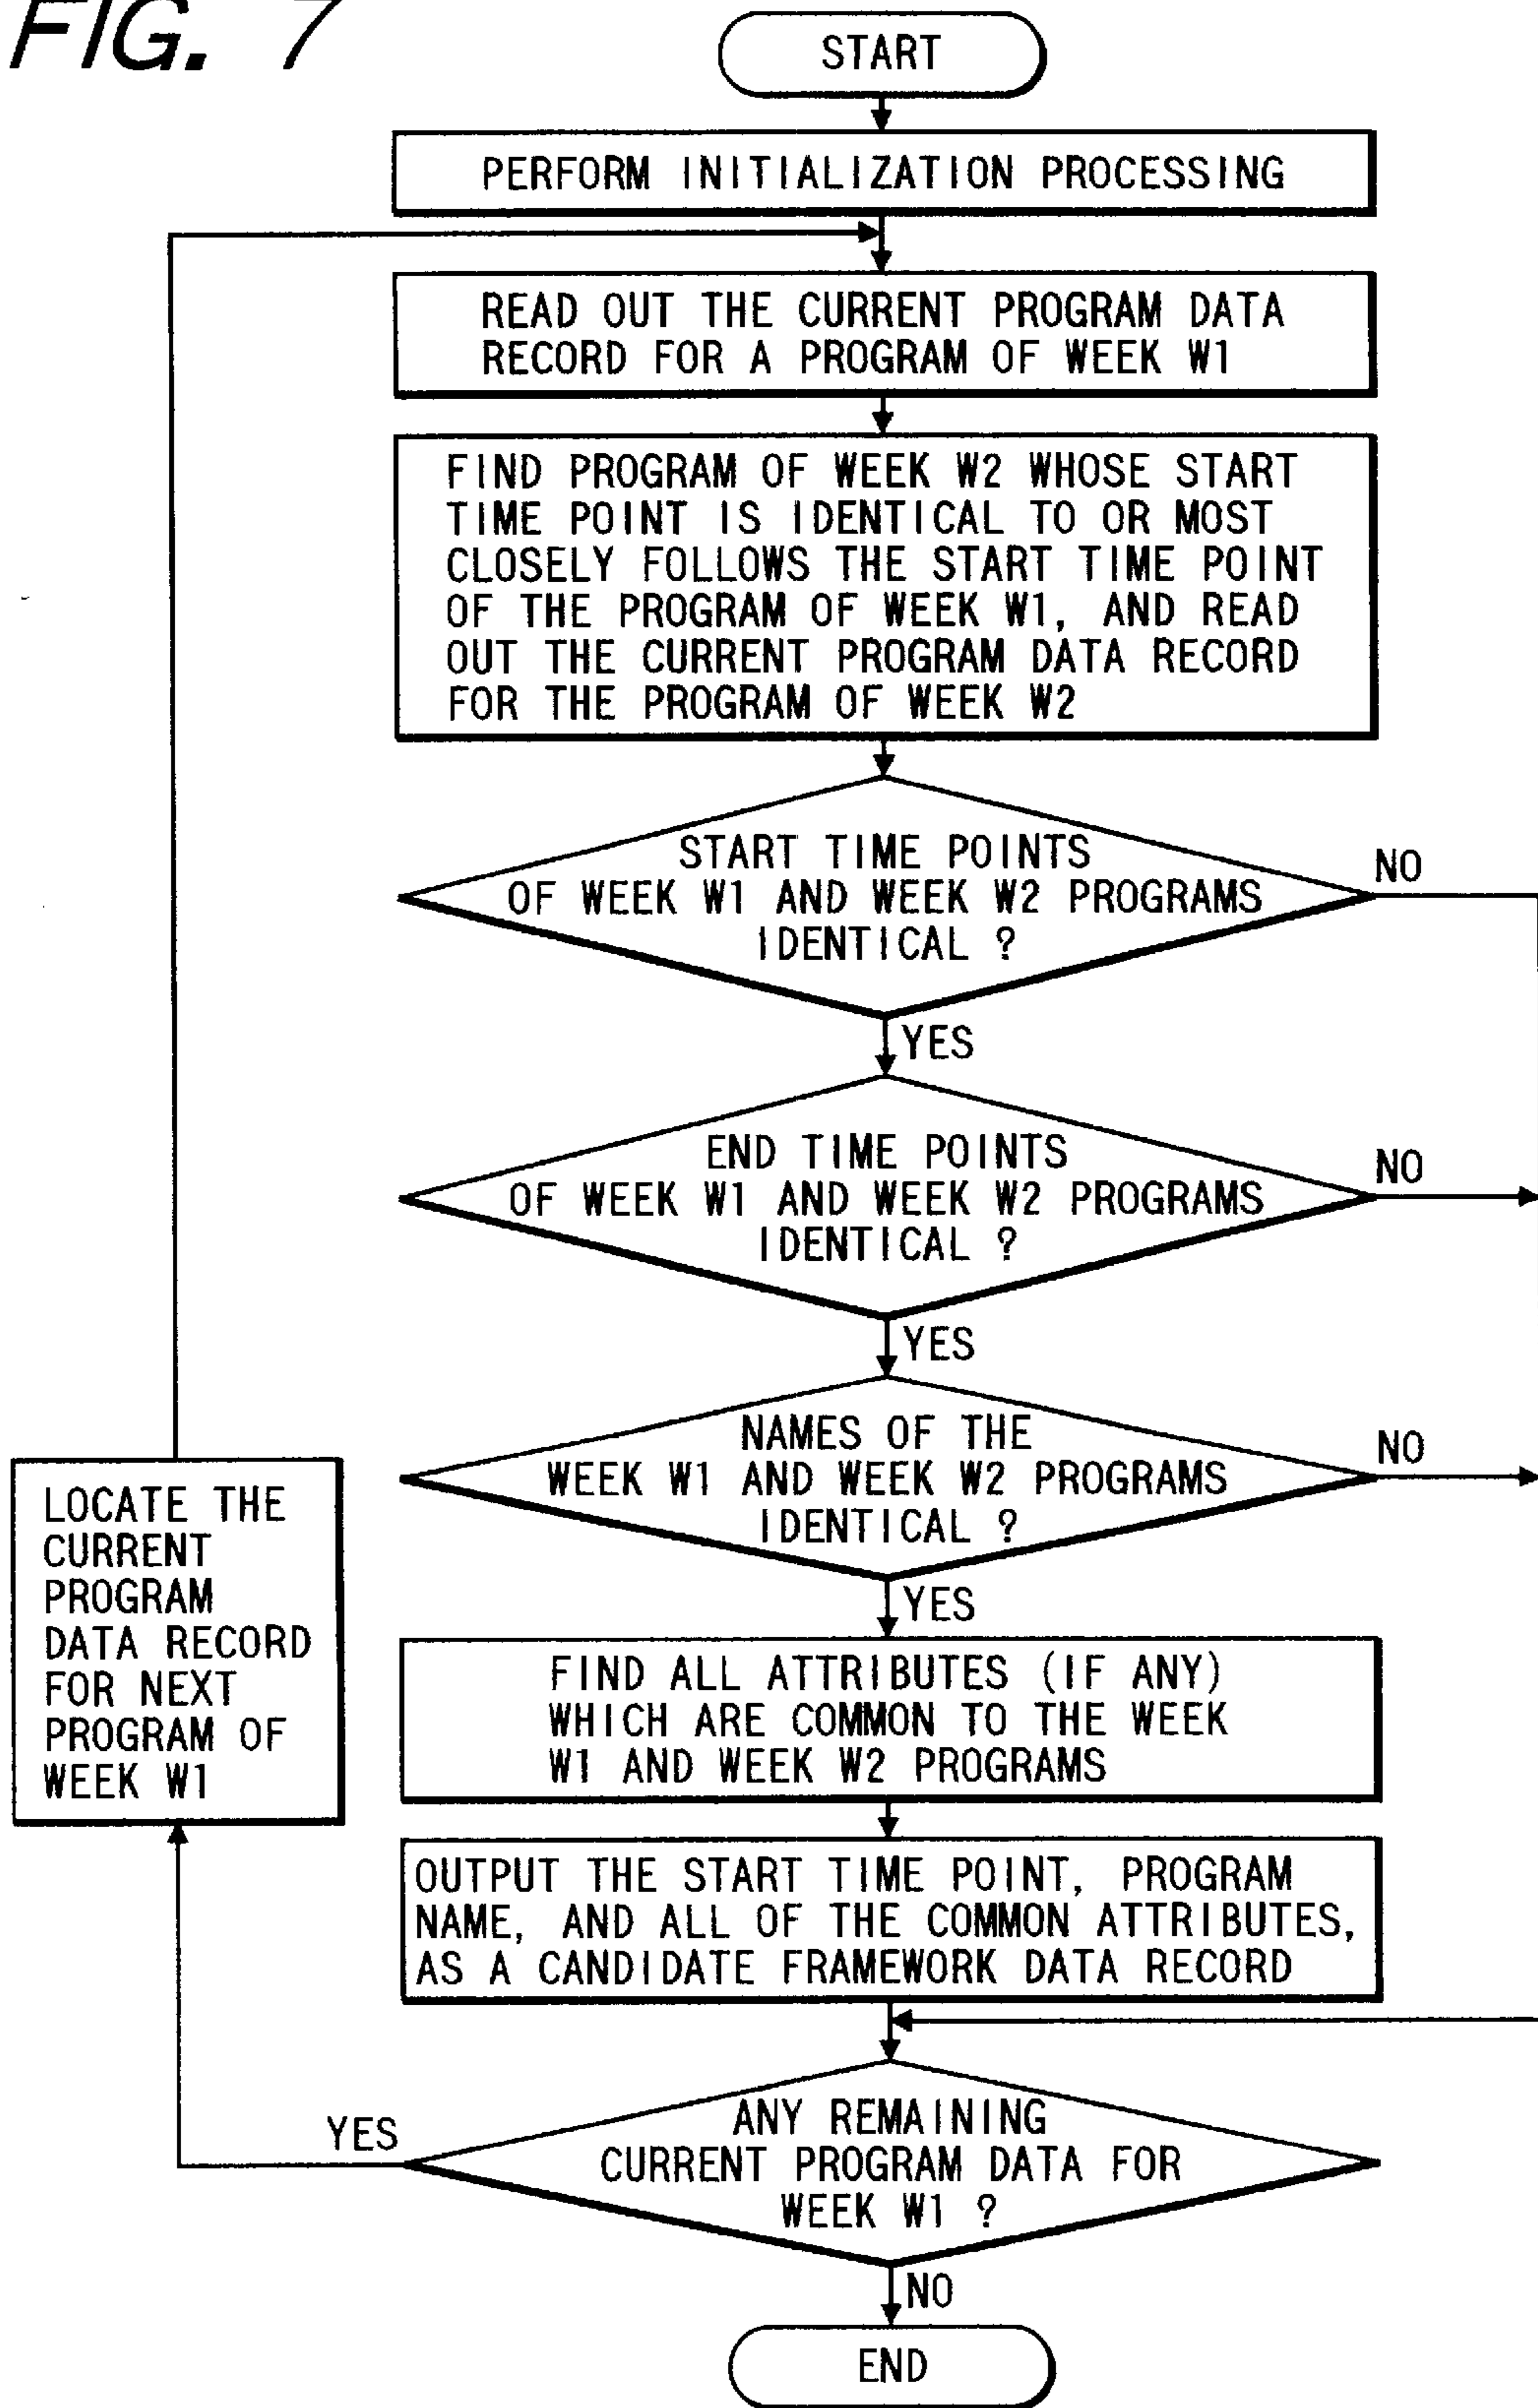 FIG. 7
START
PERFORM INITIALIZATION PROCESSING
READ OUT THE CURRENT PROGRAM DATA
RECORD FOR A PROGRAM OF WEEK W1
FIND PROGRAM OF WEEK W2 WHOSE START
TIME POINT IS IDENTICAL TO OR MOST
CLOSELY FOLLOWS THE START TIME POINT
OF THE PROGRAM OF WEEK W1, AND READ
OUT THE CURRENT PROGRAM DATA RECORD
FOR THE PROGRAM OF WEEK W2
START TIME POINTS
OF WEEK W1 AND WEEK W2 PROGRAMS
IDENTICAL ?
NO
YES
END TIME POINTS
OF WEEK W1 AND WEEK W2 PROGRAMS
IDENTICAL ?
NO
YES
NAMES OF THE
WEEK W1 AND WEEK W2 PROGRAMS
IDENTICAL ?
NO
YES
LOCATE THE
CURRENT
PROGRAM
DATA RECORD
FOR NEXT
PROGRAM OF
WEEK W1
FIND ALL ATTRIBUTES (IF ANY)
WHICH ARE COMMON TO THE WEEK
W1 AND WEEK W2 PROGRAMS
OUTPUT THE START TIME POINT, PROGRAM
NAME, AND ALL OF THE COMMON ATTRIBUTES,
AS A CANDIDATE FRAMEWORK DATA RECORD
ANY REMAINING
CURRENT PROGRAM DATA FOR
WEEK W1 ?
YES
NO
END